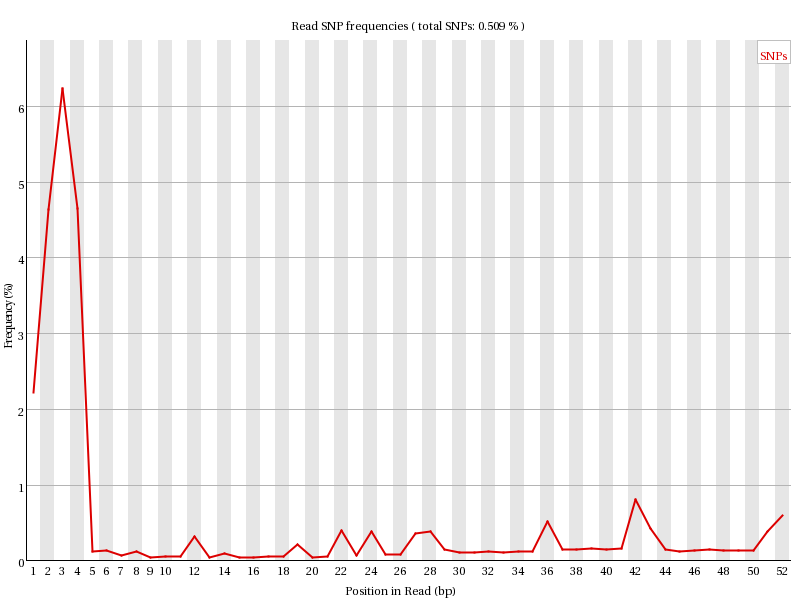 Read SNP frequencies ( total SNPs: 0.509 % )
SNPs
6
5
4
3
2
1
0
Frequency (%)
1 2 3 4 5 6 7 8 9 10 12 14 16 18 20 22 24 26 28 30 32 34 36 38 40 42 44 46 48 50 52
Position in Read (bp)